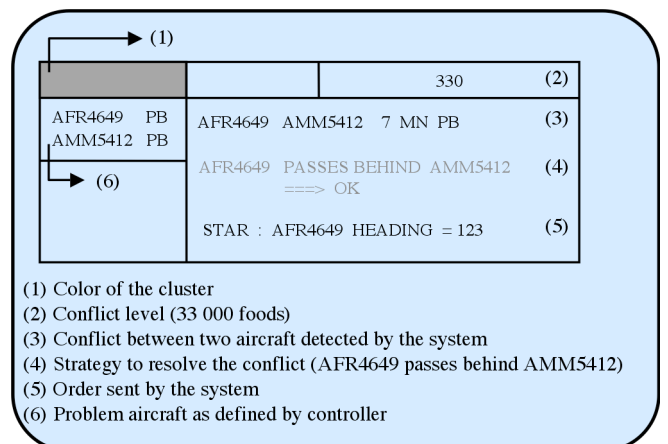 (1)
330 (2)
AFR4649 PB
AMM5412 PB
(6)
AFR4649 AMM5412 7 MN PB (3)
AFR4649 PASSES BEHIND AMM5412 (4)
===> OK
STAR : AFR4649 HEADING = 123 (5)
(1) Color of the cluster
(2) Conflict level (33 000 foods)
(3) Conflict between two aircraft detected by the system
(4) Strategy to resolve the conflict (AFR4649 passes behind AMM5412)
(5) Order sent by the system
(6) Problem aircraft as defined by controller